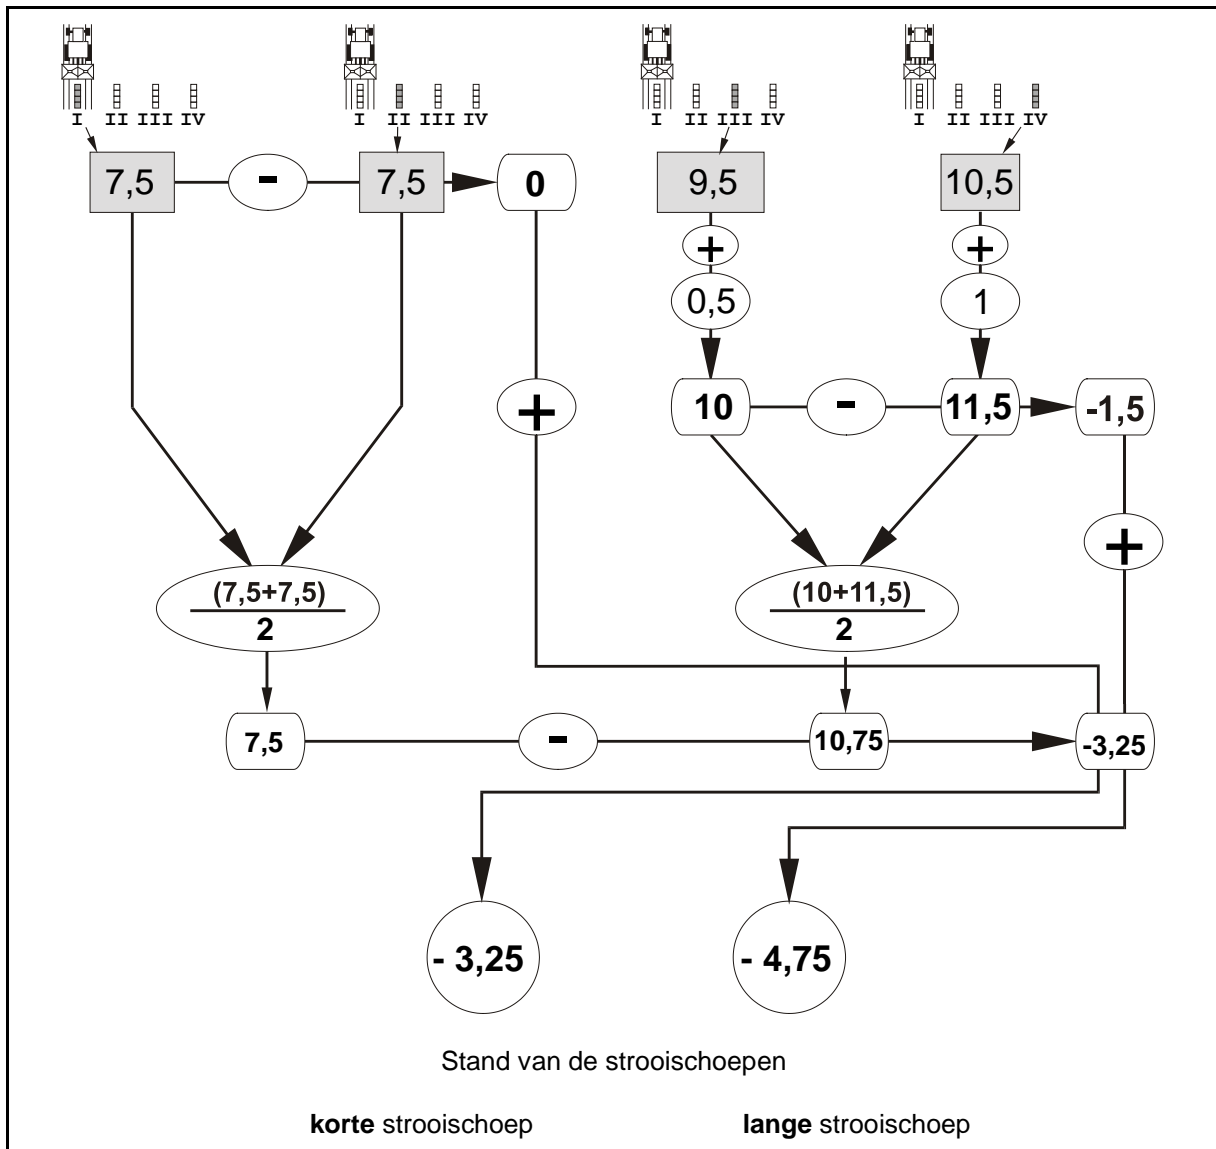 I II III IV I II III IV I II III IV I II III IV
7,5 - 7,5 0 9,5 10,5
+ +
0,5 1
+ 10 - 11,5 -1,5
+
(7,5+7,5) (10+11,5)
2 2
7,5 - 10,75 -3,25
- 3,25 - 4,75
Stand van de strooischoepen
korte strooischoep lange strooischoep